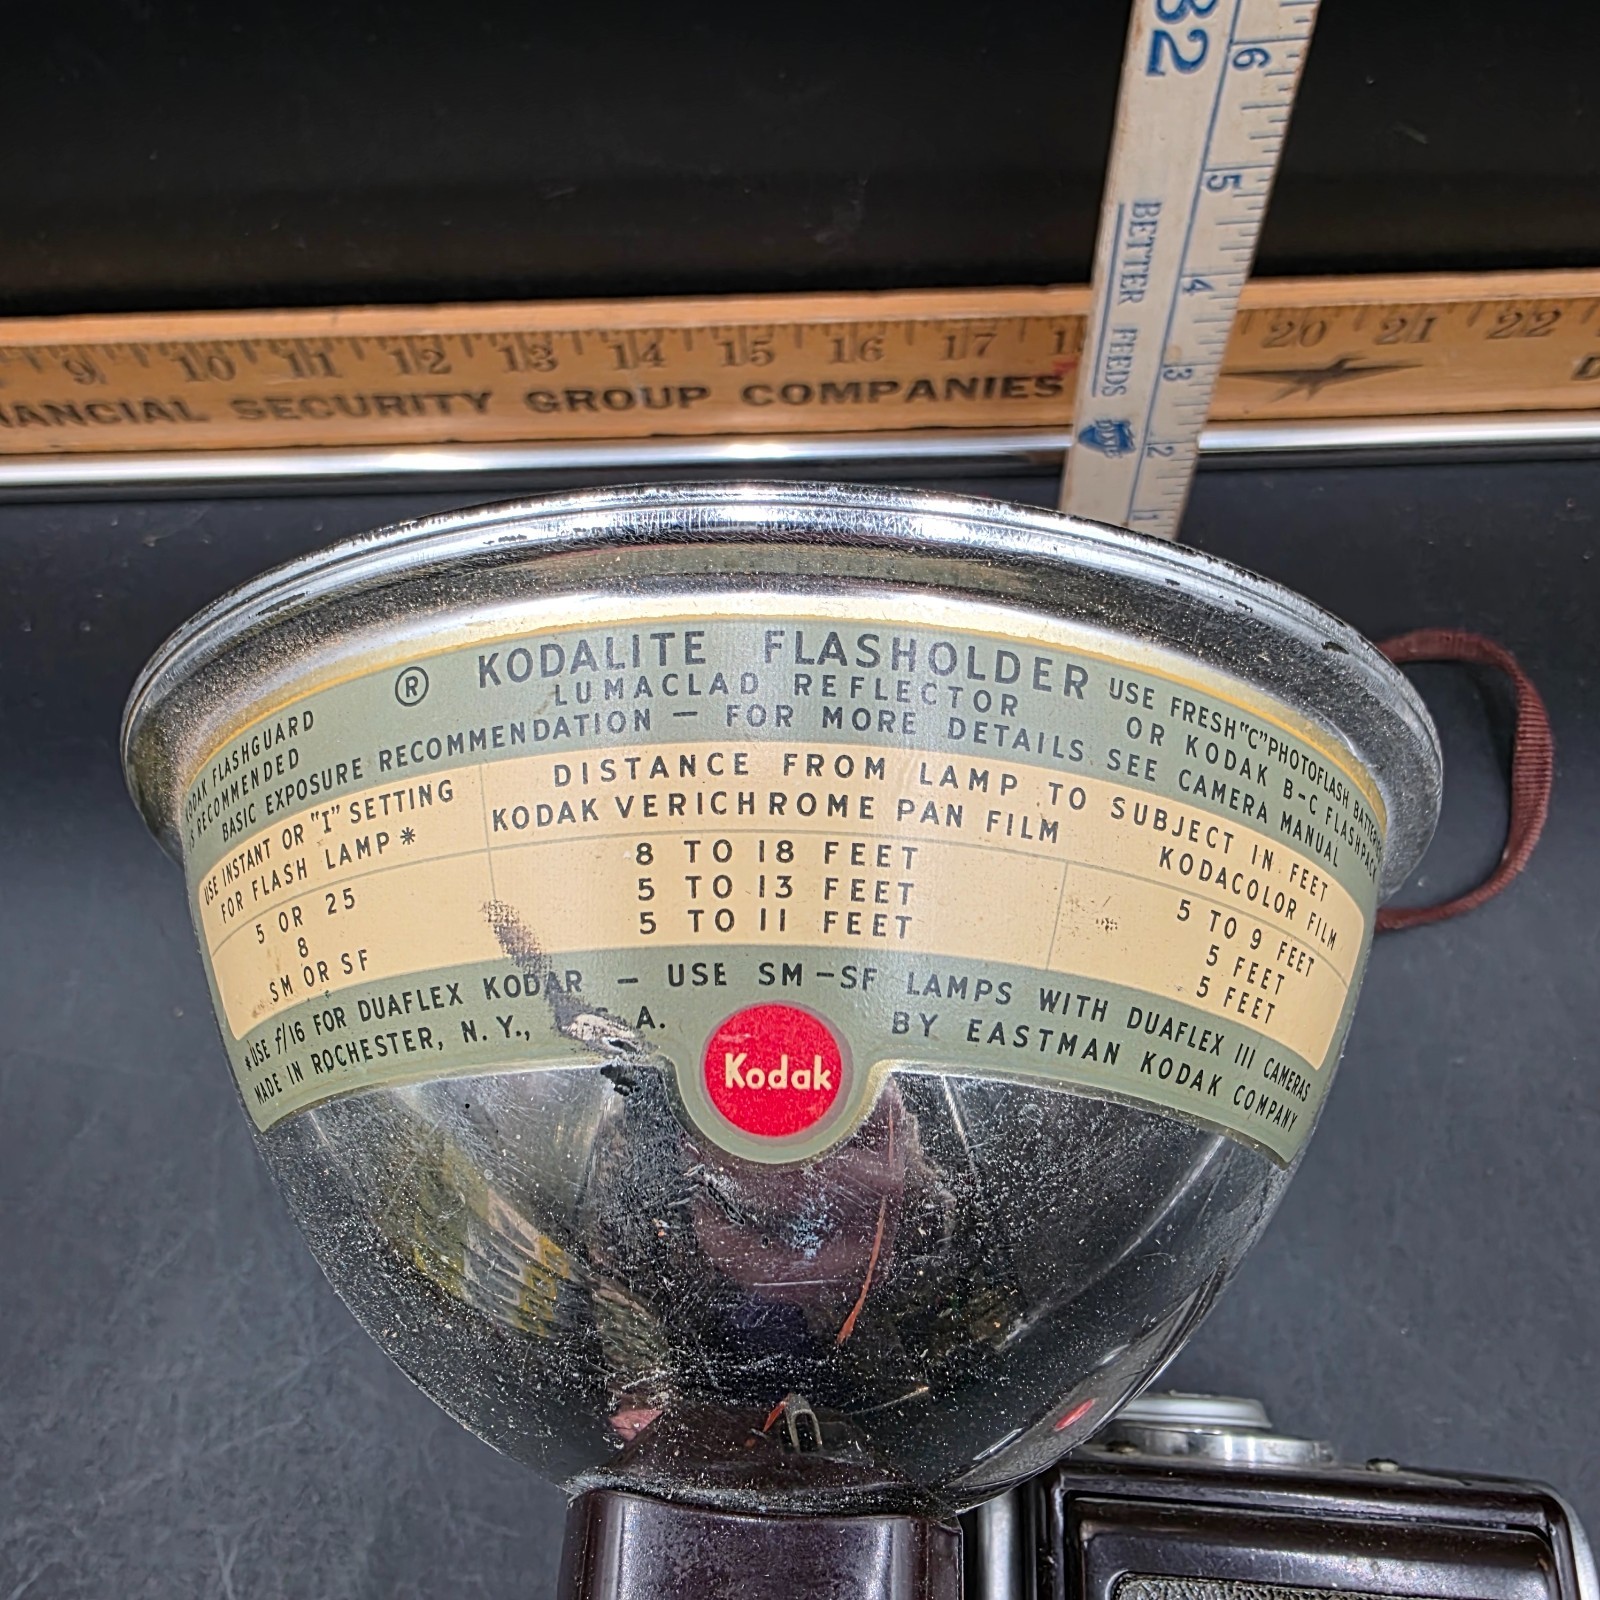 32
6
5
4
3
2
1
BETTER FEEDS
DIXIE
9 10 11 12 13 14 15 16 17 20 21 22
SECURITY GROUP COMPANIES
® KODALITE FLASHOLDER
LUMACLAD REFLECTOR
FLASHGUARD
RECOMMENDED
USE FRESH "C" PHOTOFLASH
OR KODAK B-C FLASHPACK
BASIC EXPOSURE RECOMMENDATION — FOR MORE DETAILS SEE CAMERA MANUAL
USE INSTANT OR "I" SETTING
FOR FLASH LAMP*
DISTANCE FROM LAMP TO SUBJECT IN FEET
KODAK VERICHROME PAN FILM KODACOLOR FILM
5 OR 25 8 TO 18 FEET 5 TO 9 FEET
8 5 TO 13 FEET 5 FEET
SM OR SF 5 TO 11 FEET 5 FEET
*USE f/16 FOR DUAFLEX KODAR — USE SM-SF LAMPS WITH DUAFLEX III CAMERAS
MADE IN ROCHESTER, N. Y., A. BY EASTMAN KODAK COMPANY
Kodak